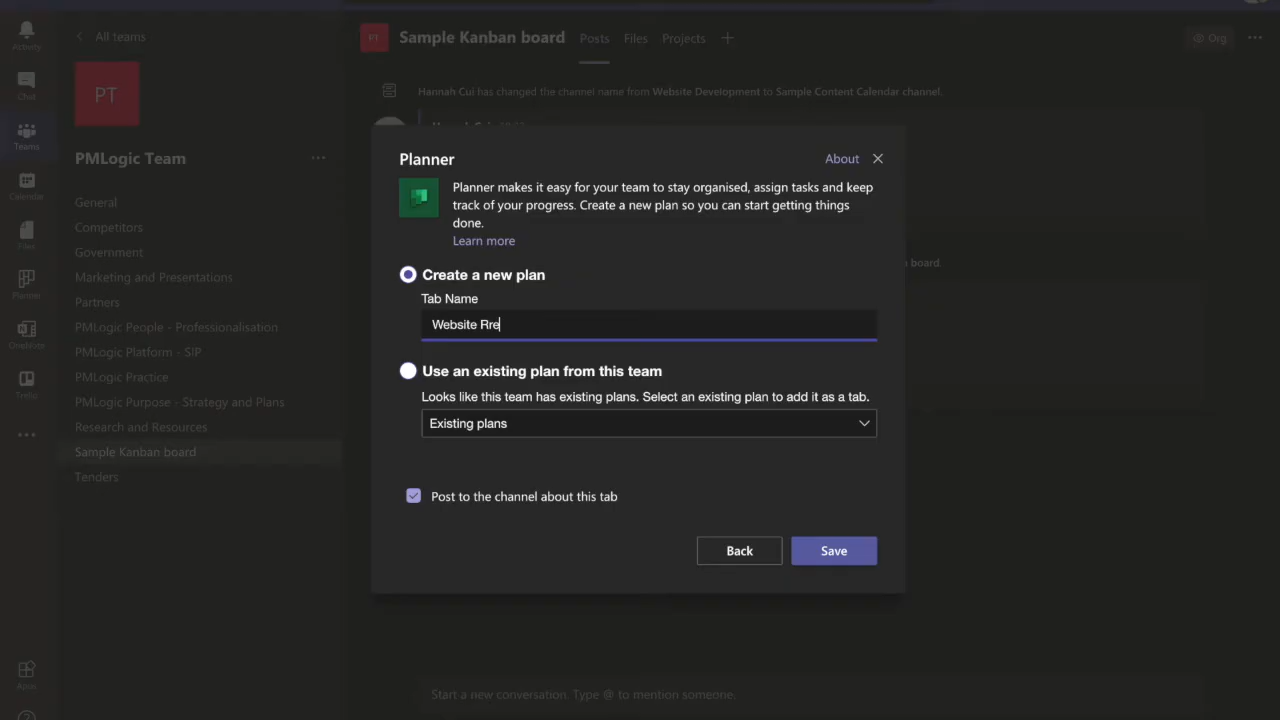 Activity
Chat
Teams
Calendar
Files
Planner
OneNote
Trello
Apps
All teams
PT
PMLogic Team
General
Competitors
Government
Marketing and Presentations
Partners
PMLogic People - Professionalisation
PMLogic Platform - SIP
PMLogic Practice
PMLogic Purpose - Strategy and Plans
Research and Resources
Sample Kanban board
Tenders
PT
Sample Kanban board
Posts
Files
Projects
Org
Hannah Cui has changed the channel name from Website Development to Sample Content Calendar channel.
board.
Planner
About
Planner makes it easy for your team to stay organised, assign tasks and keep
track of your progress. Create a new plan so you can start getting things
done.
Learn more
Create a new plan
Tab Name
Website Rre
Use an existing plan from this team
Looks like this team has existing plans. Select an existing plan to add it as a tab.
Existing plans
Post to the channel about this tab
Back
Save
Start a new conversation. Type @ to mention someone.